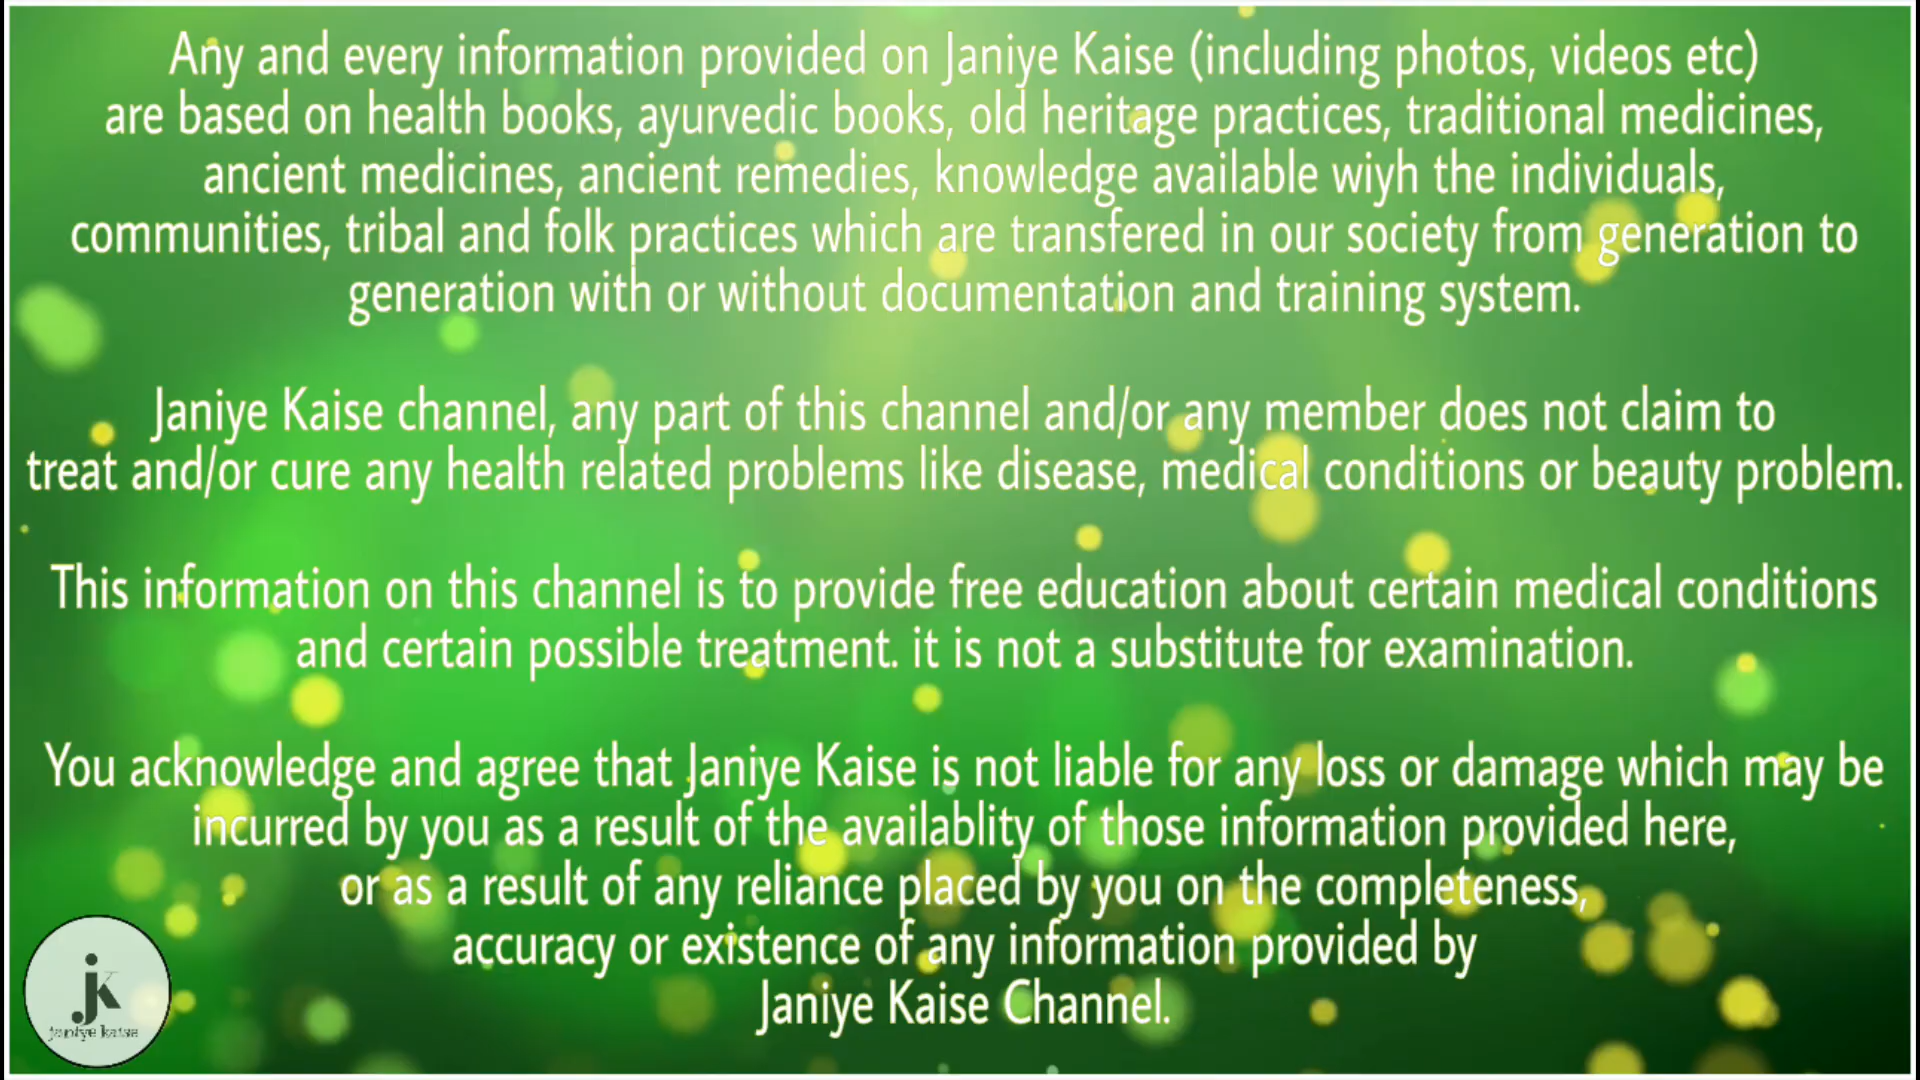 Any and every information provided on Janiye Kaise (including photos, videos etc)
are based on health books, ayurvedic books, old heritage practices, traditional medicines,
ancient medicines, ancient remedies, knowledge available wiyh the individuals,
communities, tribal and folk practices which are transfered in our society from generation to
generation with or without documentation and training system.
Janiye Kaise channel, any part of this channel and/or any member does not claim to
treat and/or cure any health related problems like disease, medical conditions or beauty problem.
This information on this channel is to provide free education about certain medical conditions
and certain possible treatment. it is not a substitute for examination.
You acknowledge and agree that Janiye Kaise is not liable for any loss or damage which may be
incurred by you as a result of the availablity of those information provided here,
or as a result of any reliance placed by you on the completeness,
accuracy or existence of any information provided by
Janiye Kaise Channel.
jk
janiye kaise